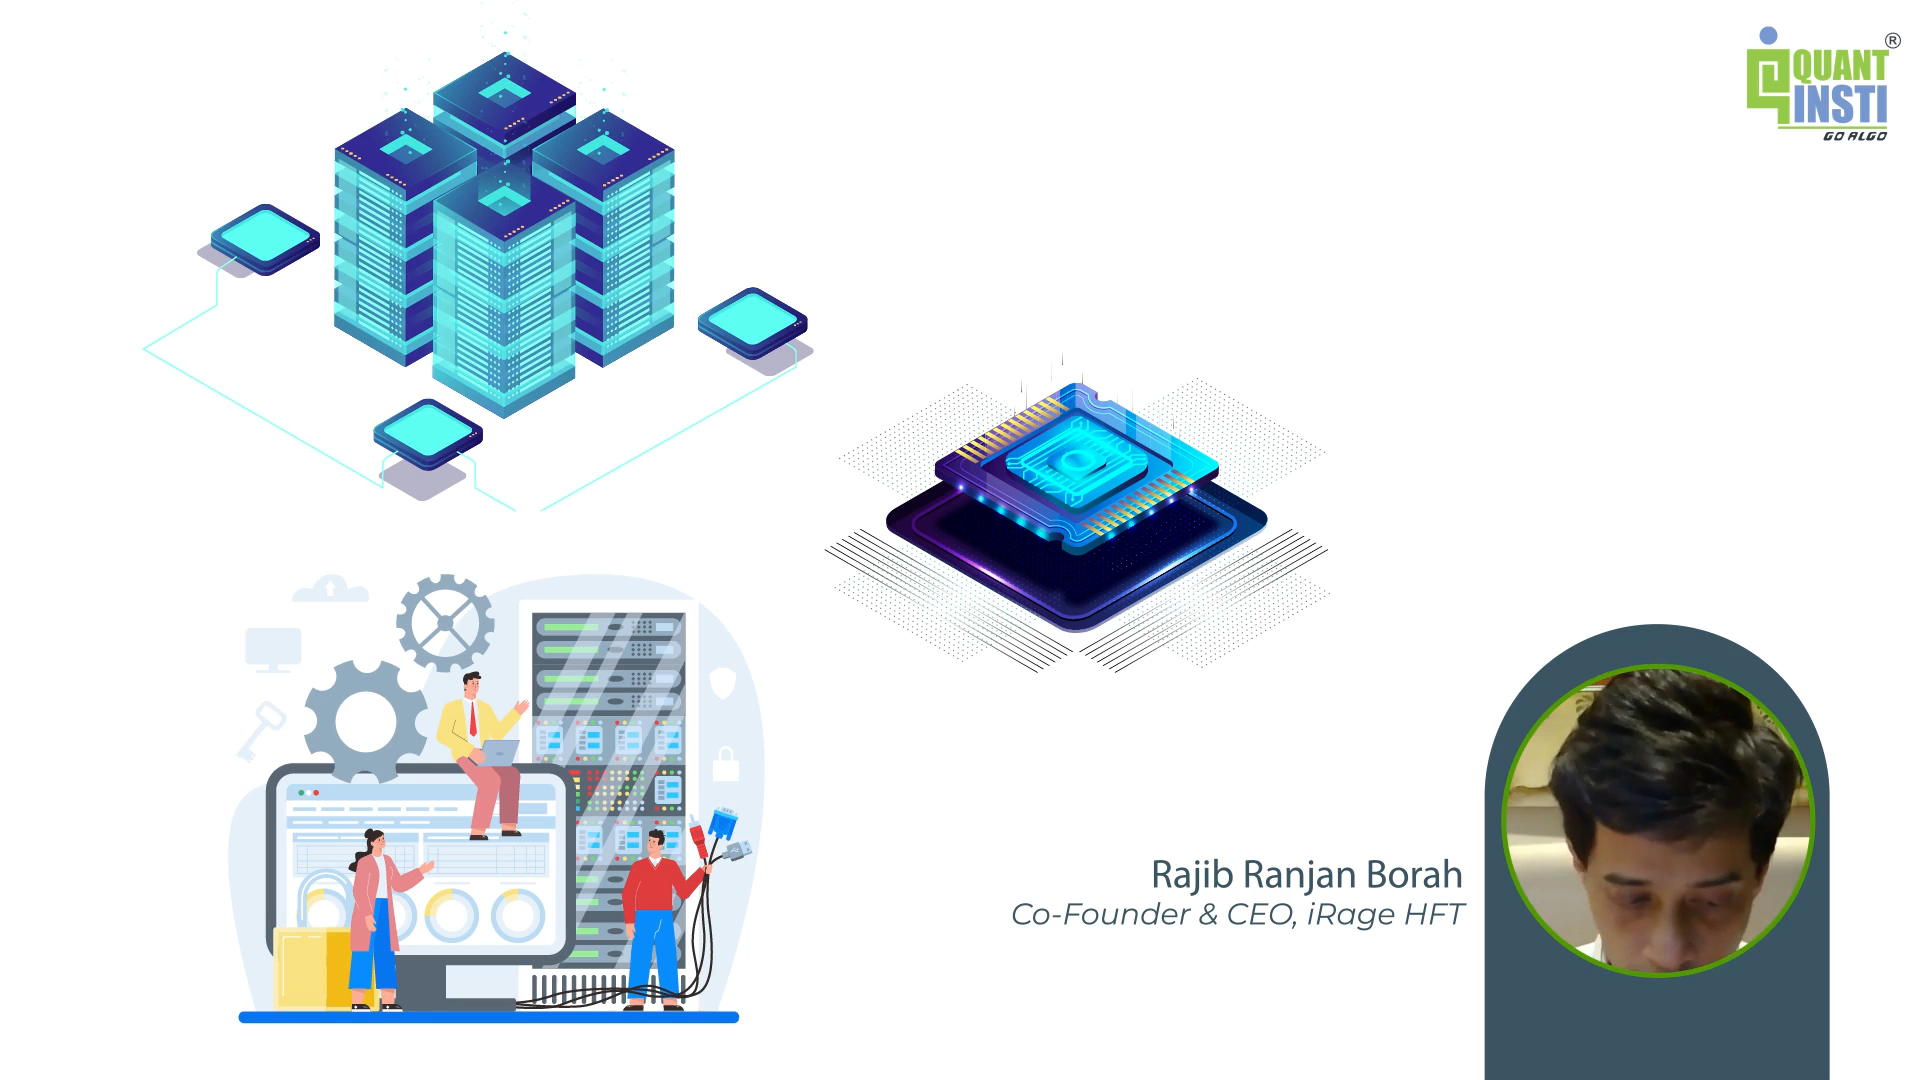 QUANT
INSTI
®
GO ALGO
Rajib Ranjan Borah
Co-Founder & CEO, iRage HFT